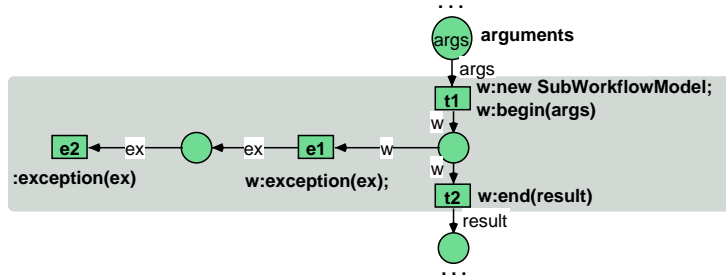 ...
args arguments
args
t1 w:new SubWorkflowModel;
w:begin(args)
w
e2 ex ex e1 w
:exception(ex) w:exception(ex);
w
t2 w:end(result)
result
...